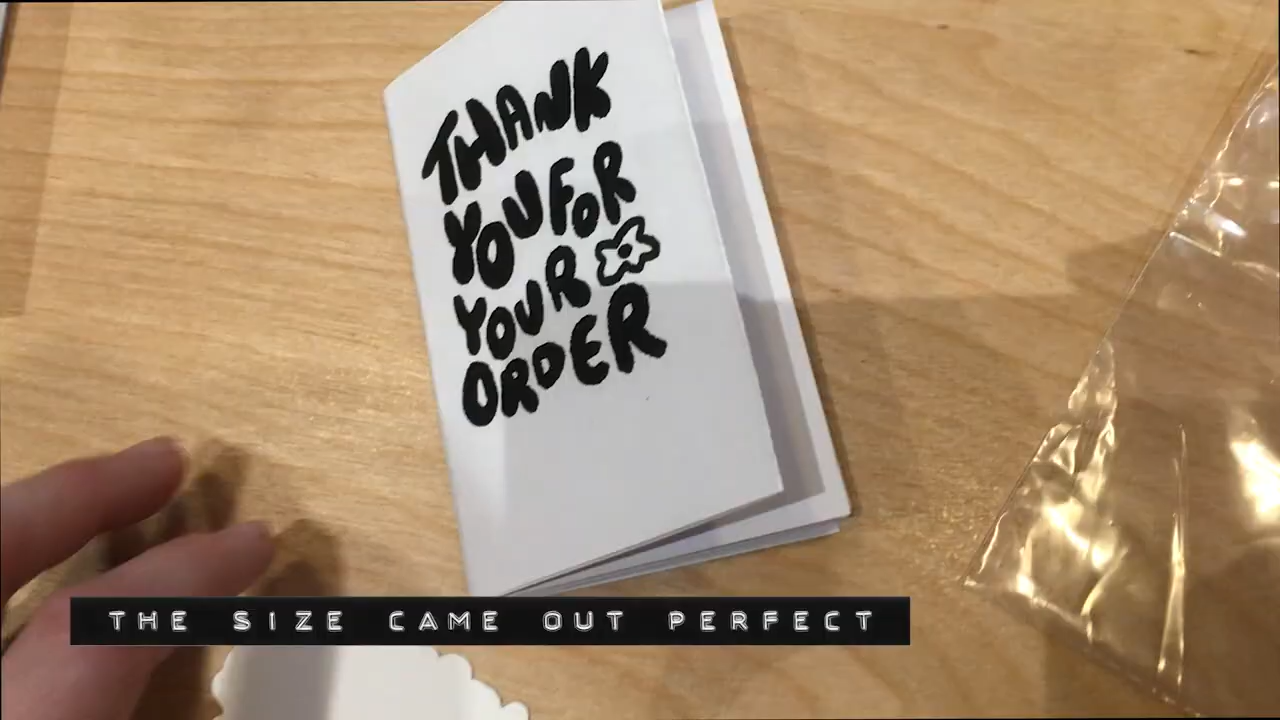 THANK
YOU FOR
YOUR
ORDER
THE SIZE CAME OUT PERFECT